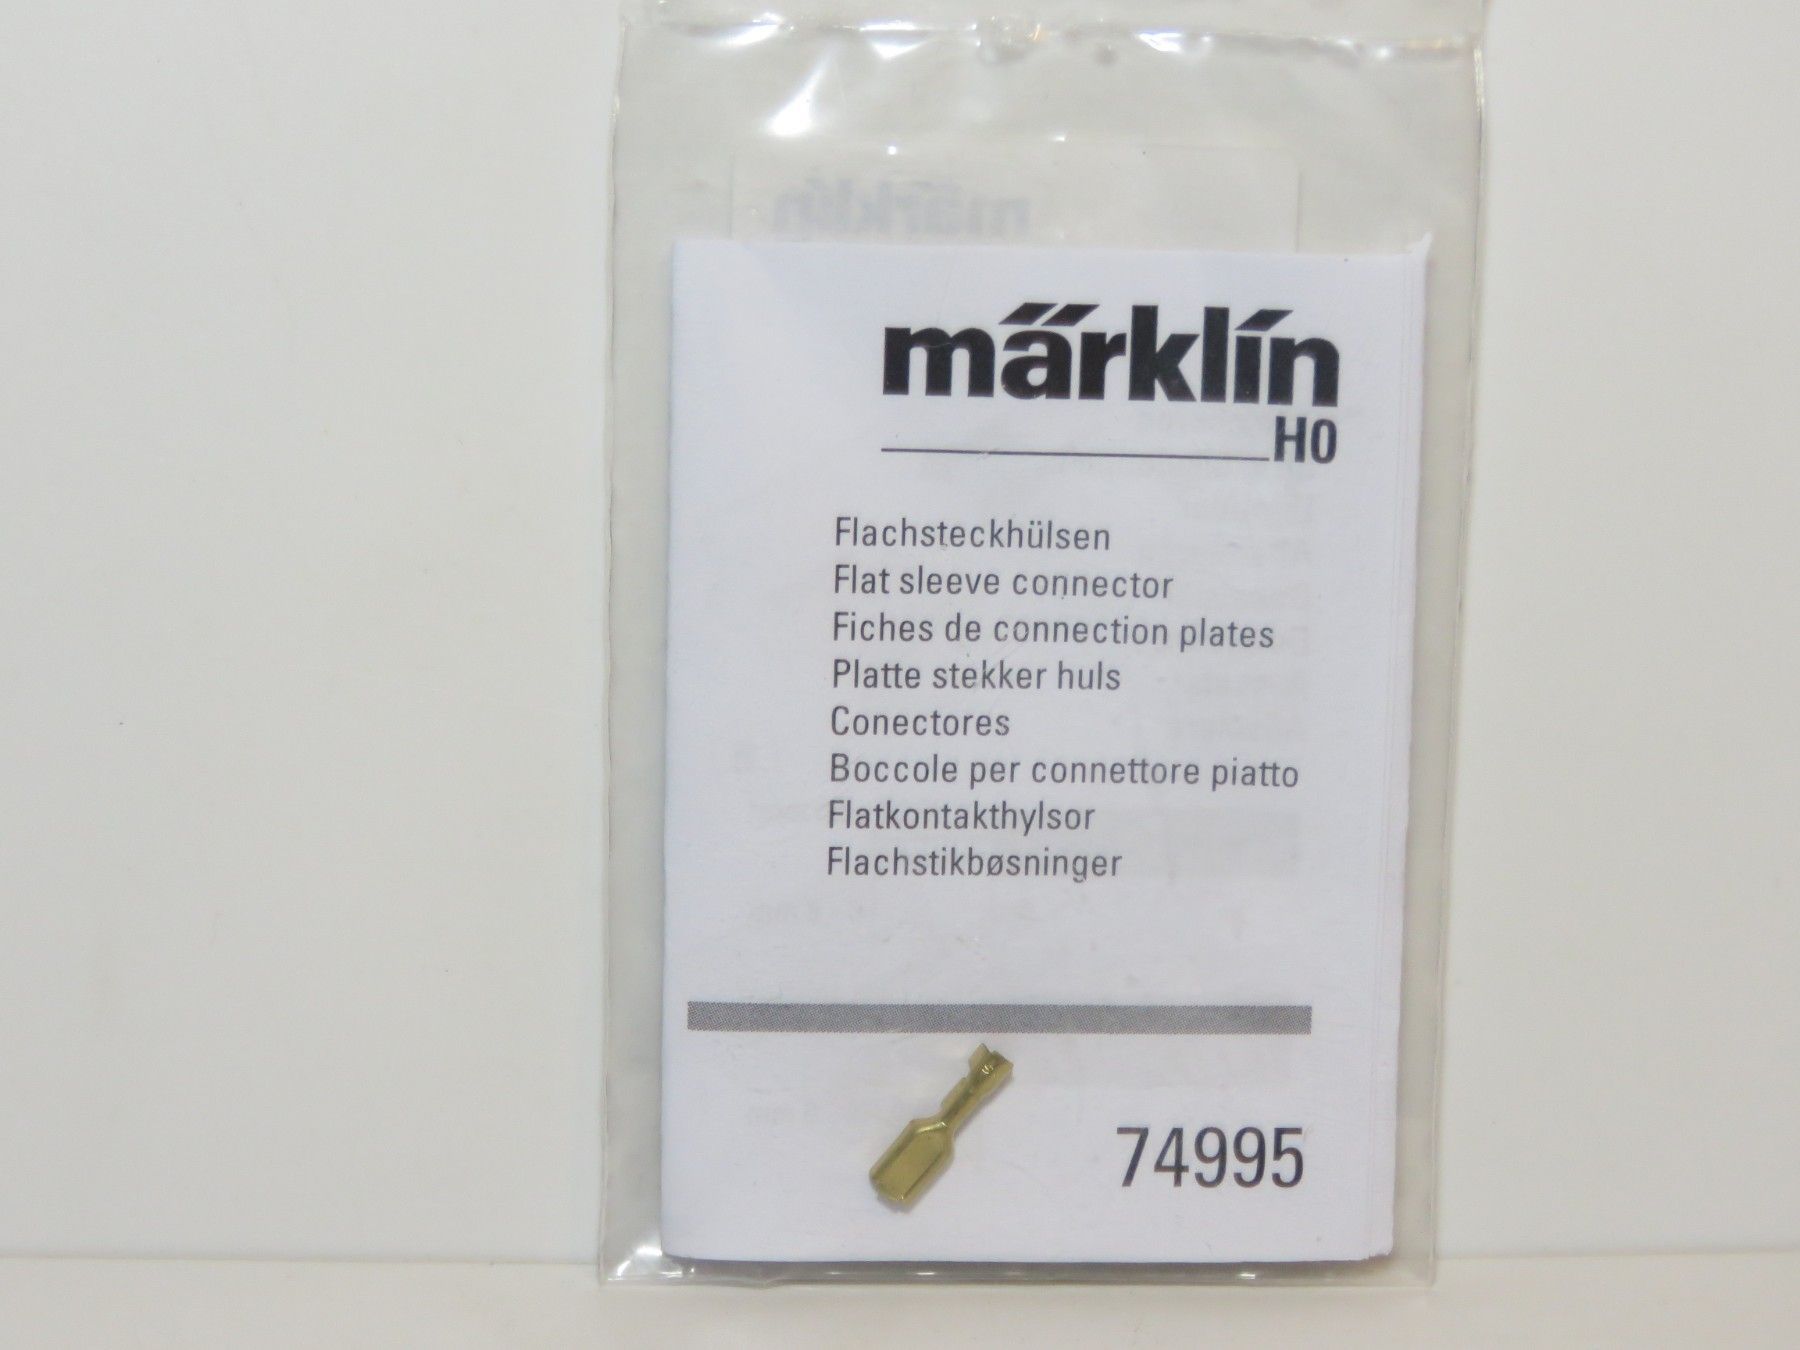 märklin
märklín
H0
Flachsteckhülsen
Flat sleeve connector
Fiches de connection plates
Platte stekker huls
Conectores
Boccole per connettore piatto
Flatkontakthylsor
Flachstikbøsninger
74995